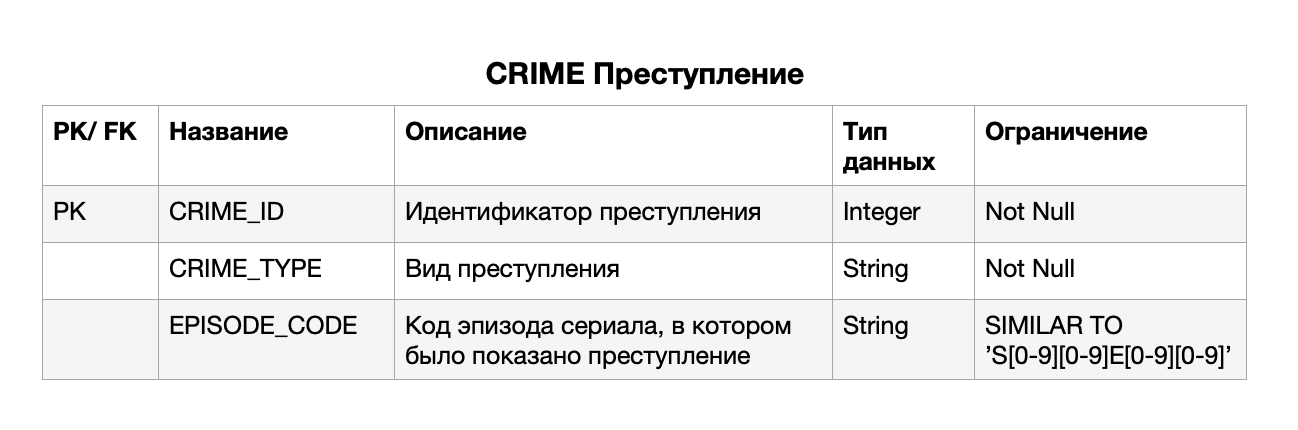 CRIME Преступление
PK/ FK Название Описание Тип данных Ограничение
PK CRIME_ID Идентификатор преступления Integer Not Null
CRIME_TYPE Вид преступления String Not Null
EPISODE_CODE Код эпизода сериала, в котором было показано преступление String SIMILAR TO ’S[0-9][0-9]E[0-9][0-9]’